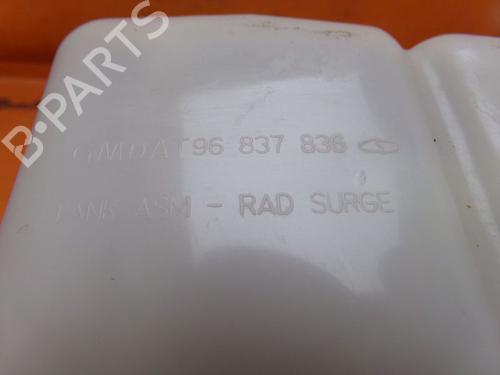 B-PARTS
GMDAT96 837 836
TANK ASM - RAD SURGE